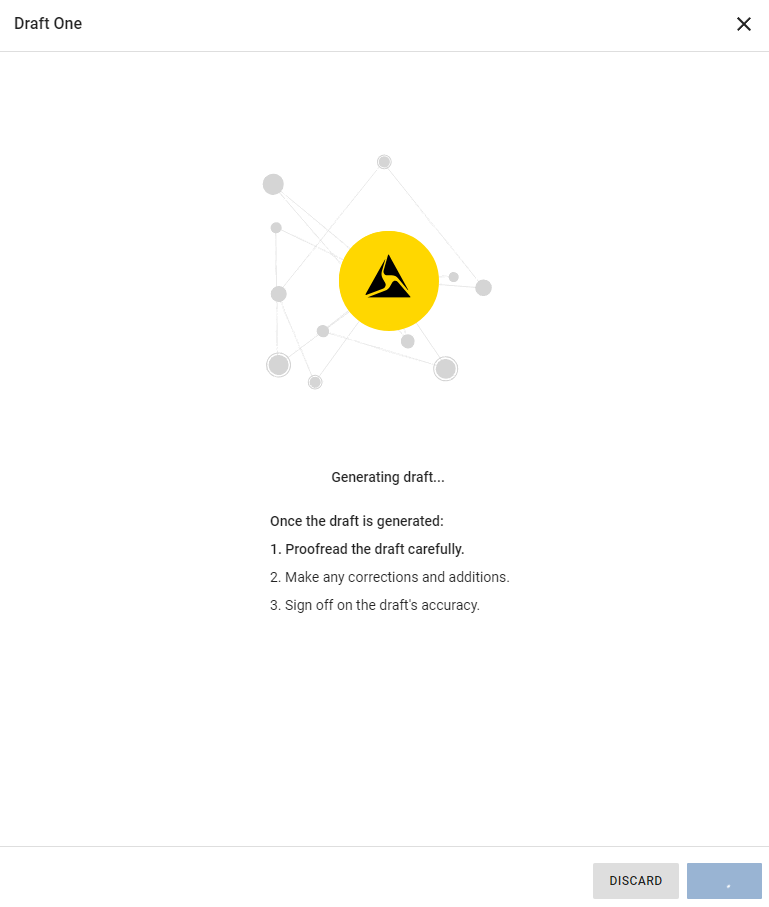 Draft One
Generating draft...
Once the draft is generated:
1. Proofread the draft carefully.
2. Make any corrections and additions.
3. Sign off on the draft's accuracy.
DISCARD